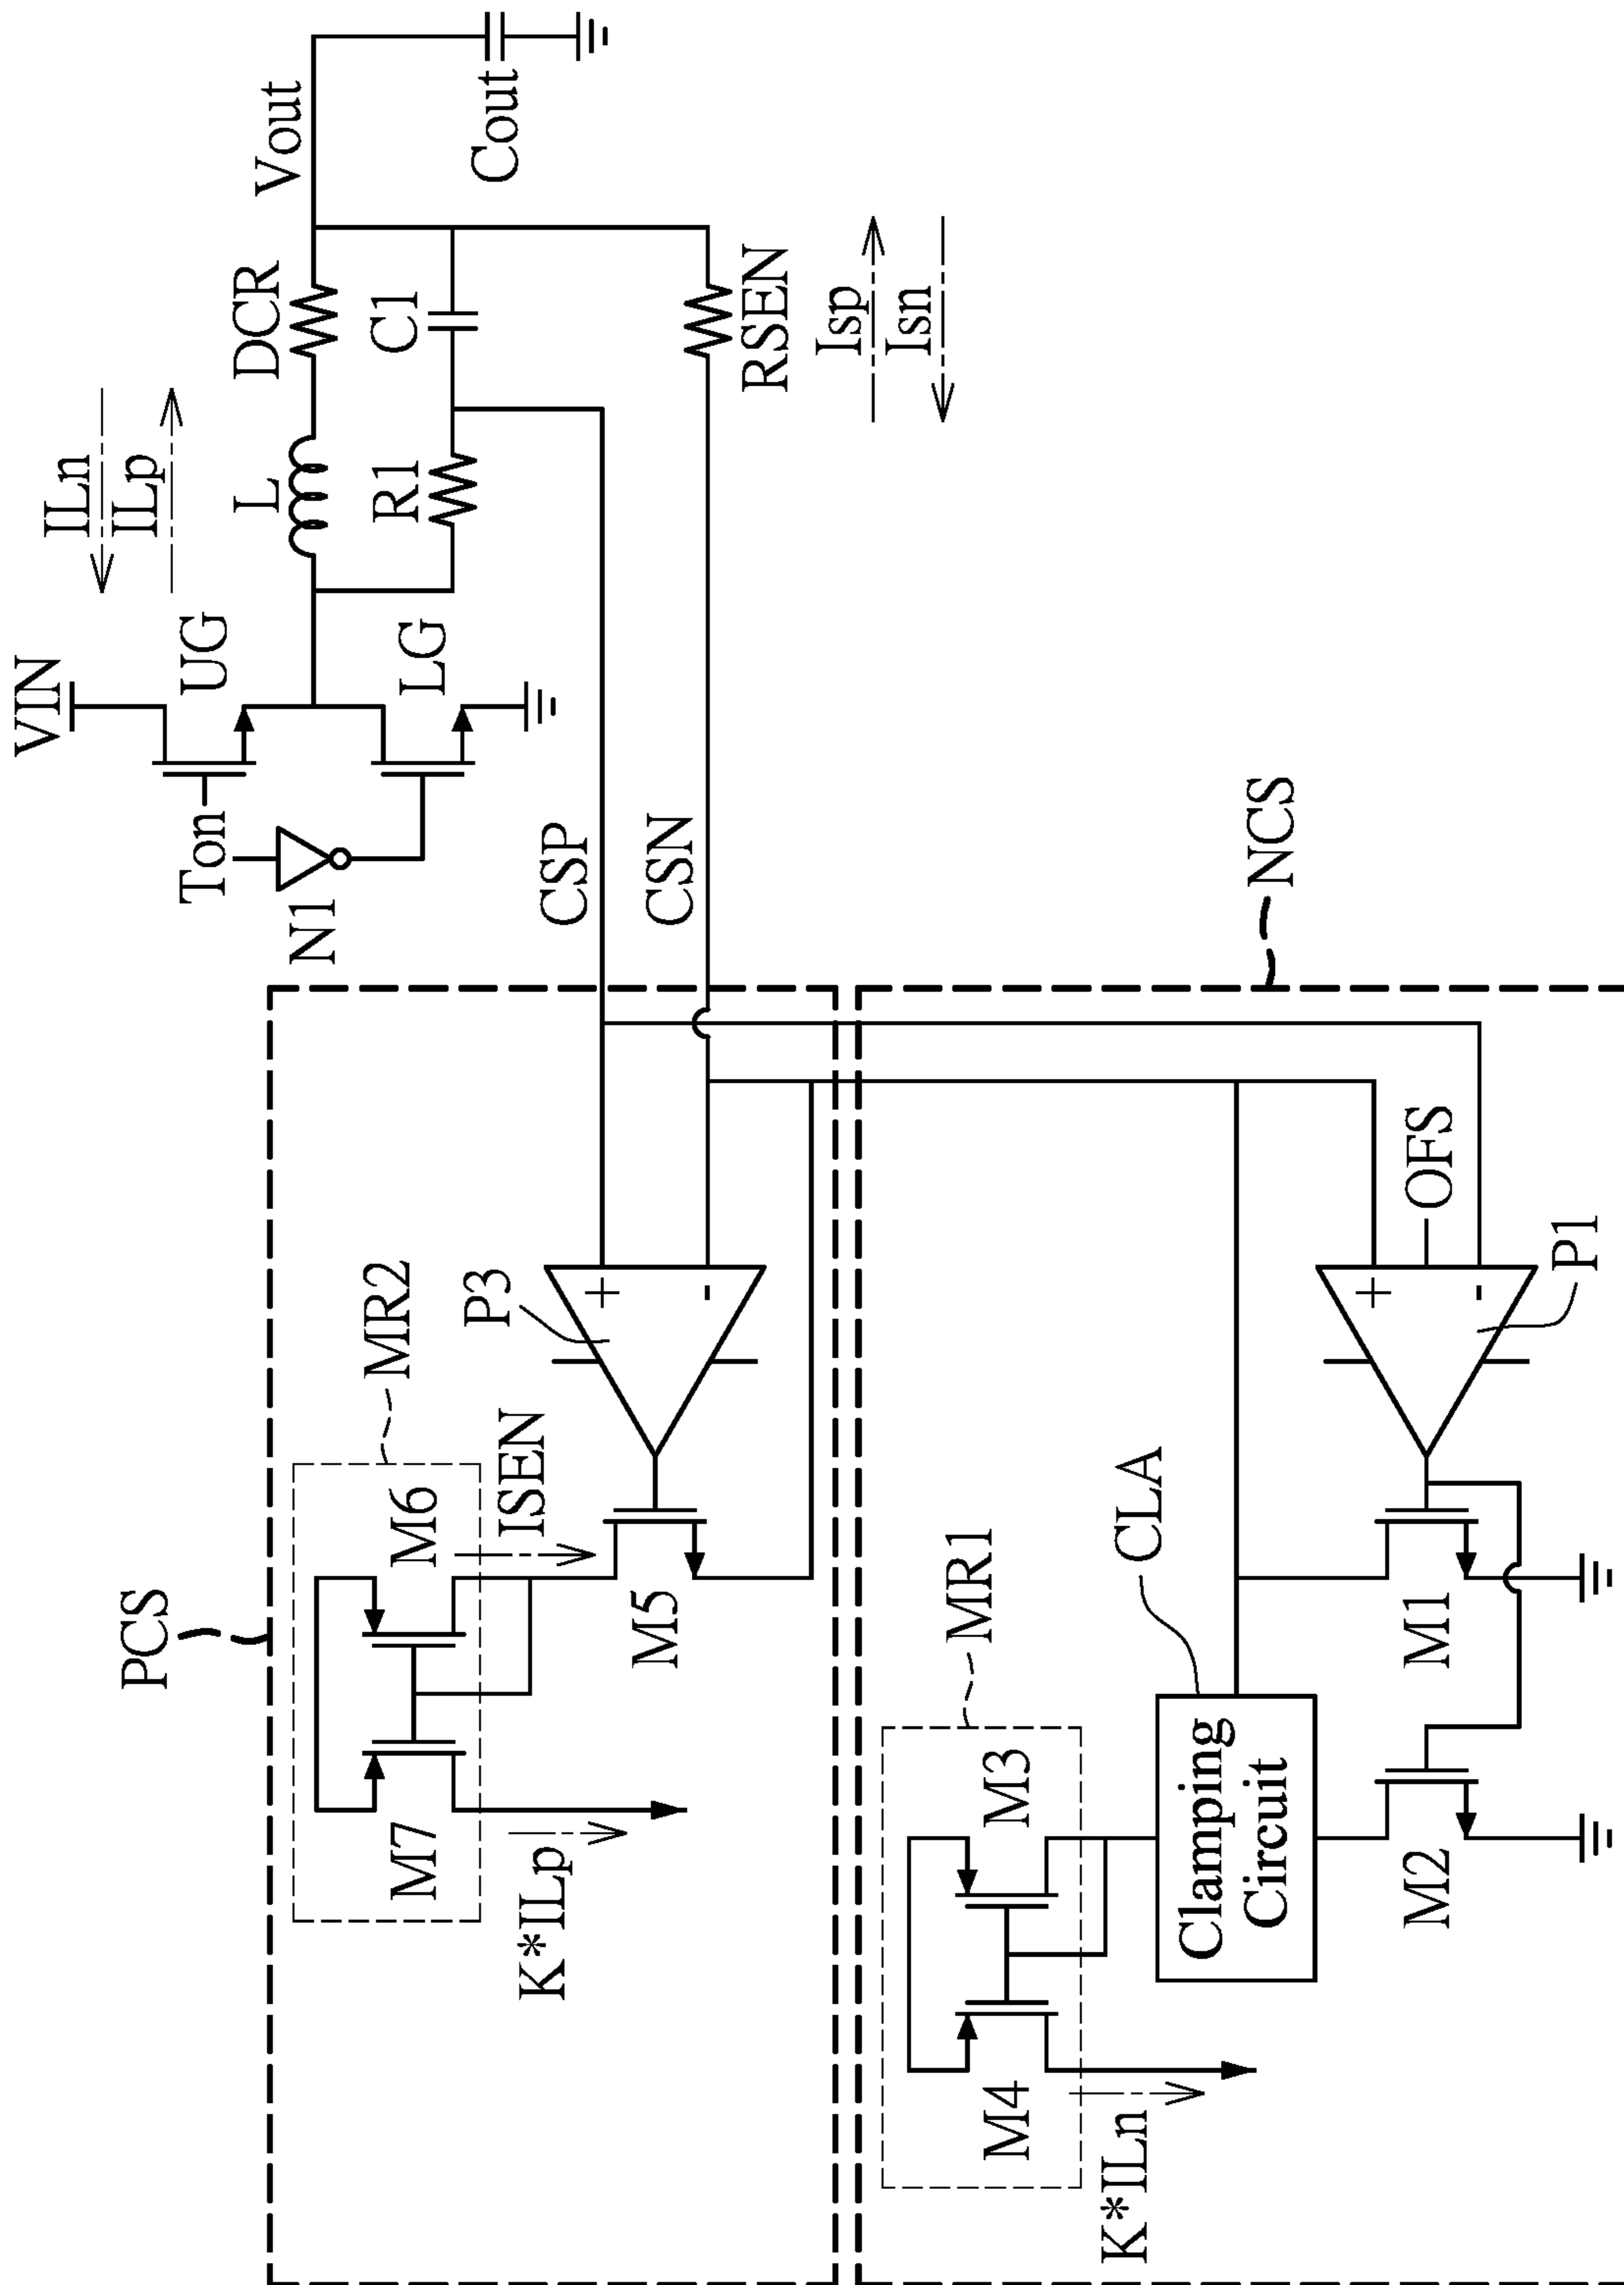 VIN
UG
Ton
N1
LG
ILn
ILp
L
DCR
Vout
R1
C1
Cout
CSP
CSN
RSEN
Isp
Isn
PCS
MR2
M7
M6
K*ILp
ISEN
M5
P3
+
-
NCS
MR1
M4
M3
K*ILn
CLA
Clamping
Circuit
M2
M1
+
OFS
-
P1